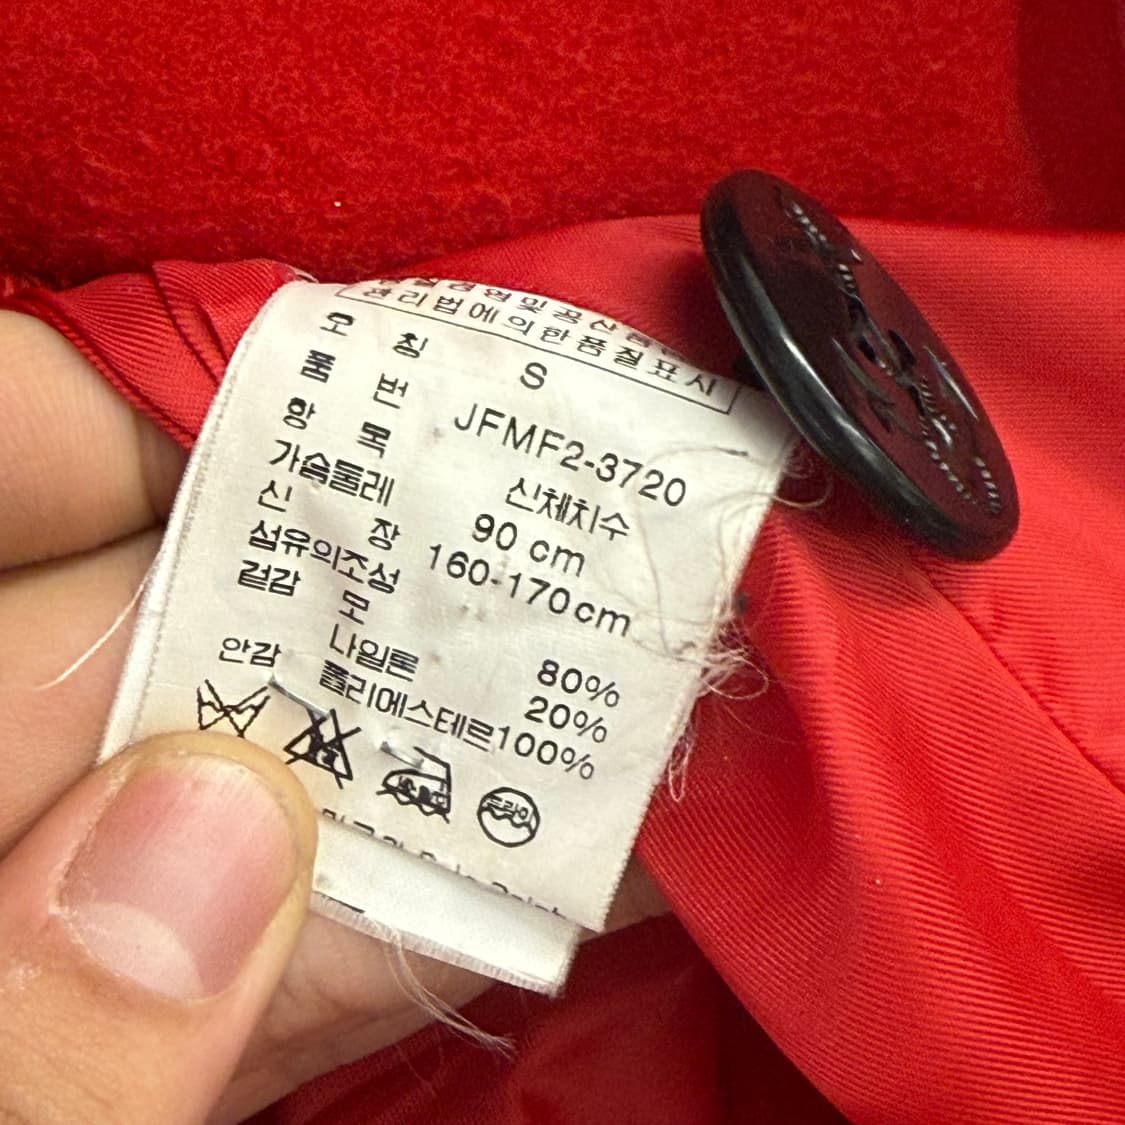 관리법에의한품질표시
호 칭 S
품 번 JFMF2-3720
항 목 신체치수
가슴둘레 90 cm
신 장 160-170cm
섬유의조성
겉감 모 80%
나일론 20%
안감 폴리에스테르100%
드라이